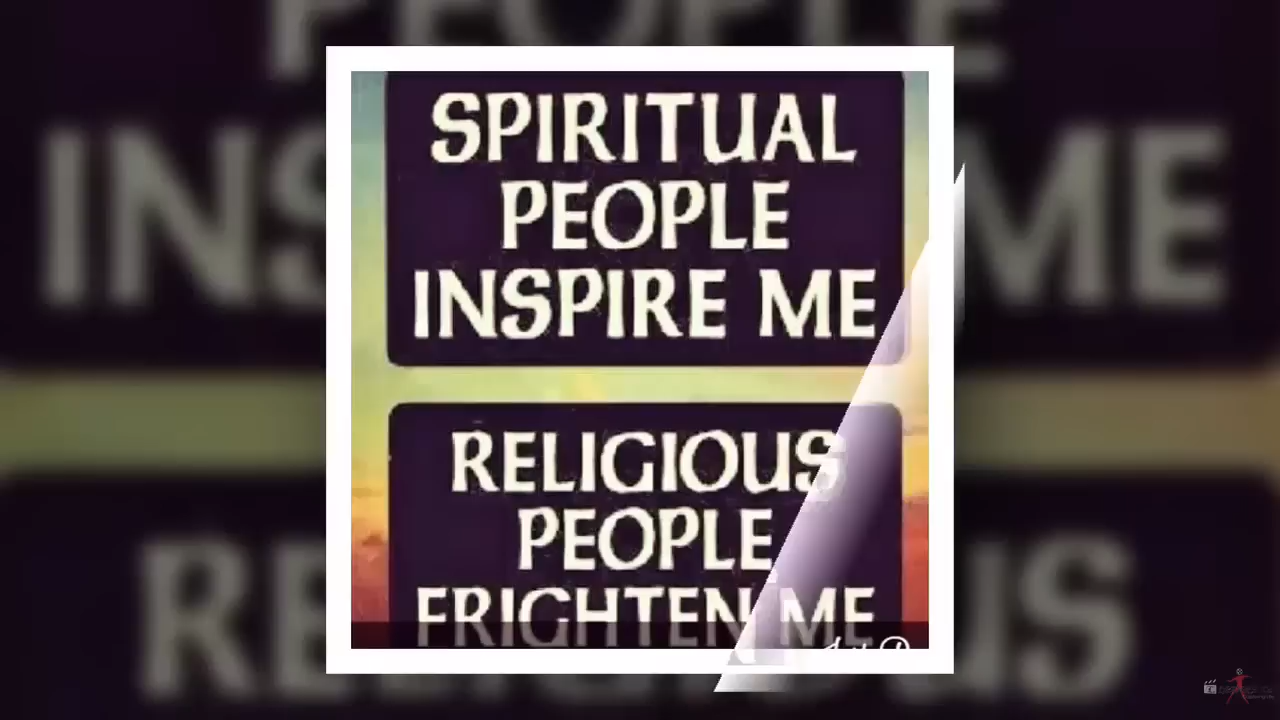 SPIRITUAL
PEOPLE
INSPIRE ME
RELIGIOUS
PEOPLE
FRIGHTEN ME